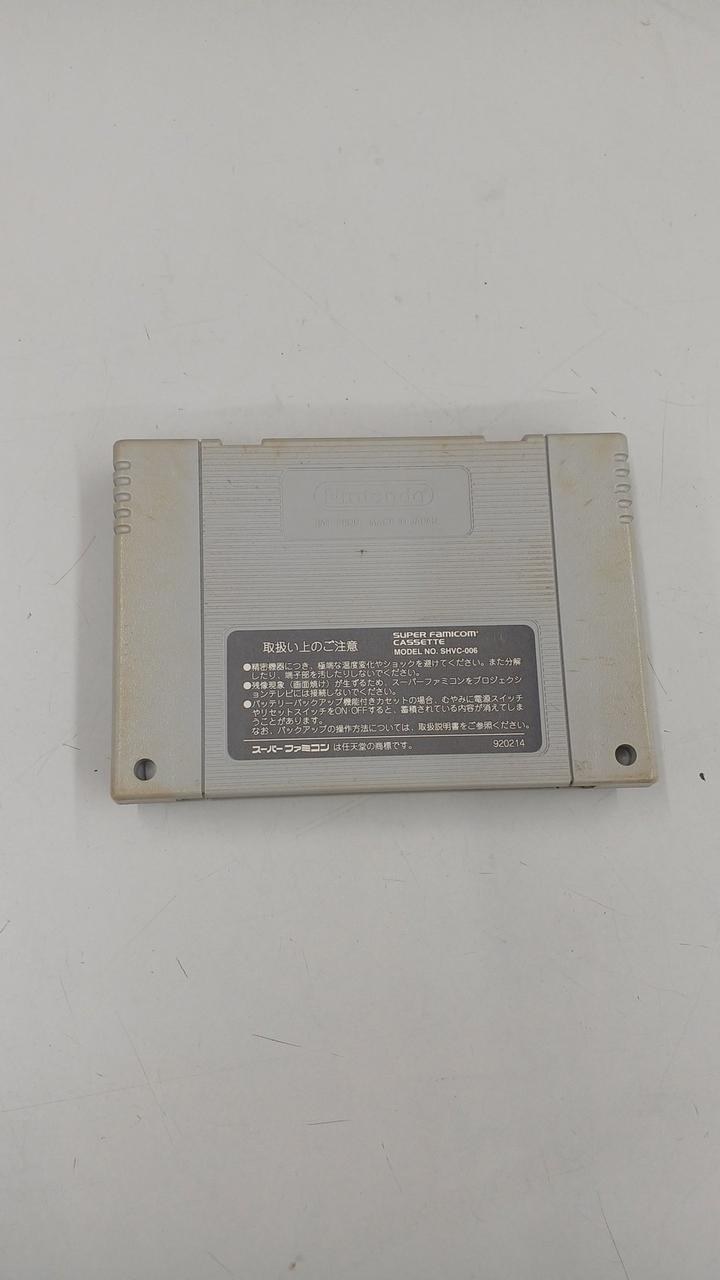 Nintendo
PAT. PEND. MADE IN JAPAN
取扱い上のご注意
SUPER FAMICOM
CASSETTE
MODEL NO. SHVC-006
●精密機器につき、極端な温度変化やショックを避けてください。また分解
したり、端子部を汚したりしないでください。
●残像現象（画面焼け）が生ずるため、スーパーファミコンをプロジェクシ
ョンテレビには接続しないでください。
●バッテリーバックアップ機能付きカセットの場合、むやみに電源スイッチ
やリセットスイッチをON・OFFすると、蓄積されている内容が消えてしま
うことがあります。
なお、バックアップの操作方法については、取扱説明書をご参照ください。
スーパーファミコン は任天堂の商標です。
920214